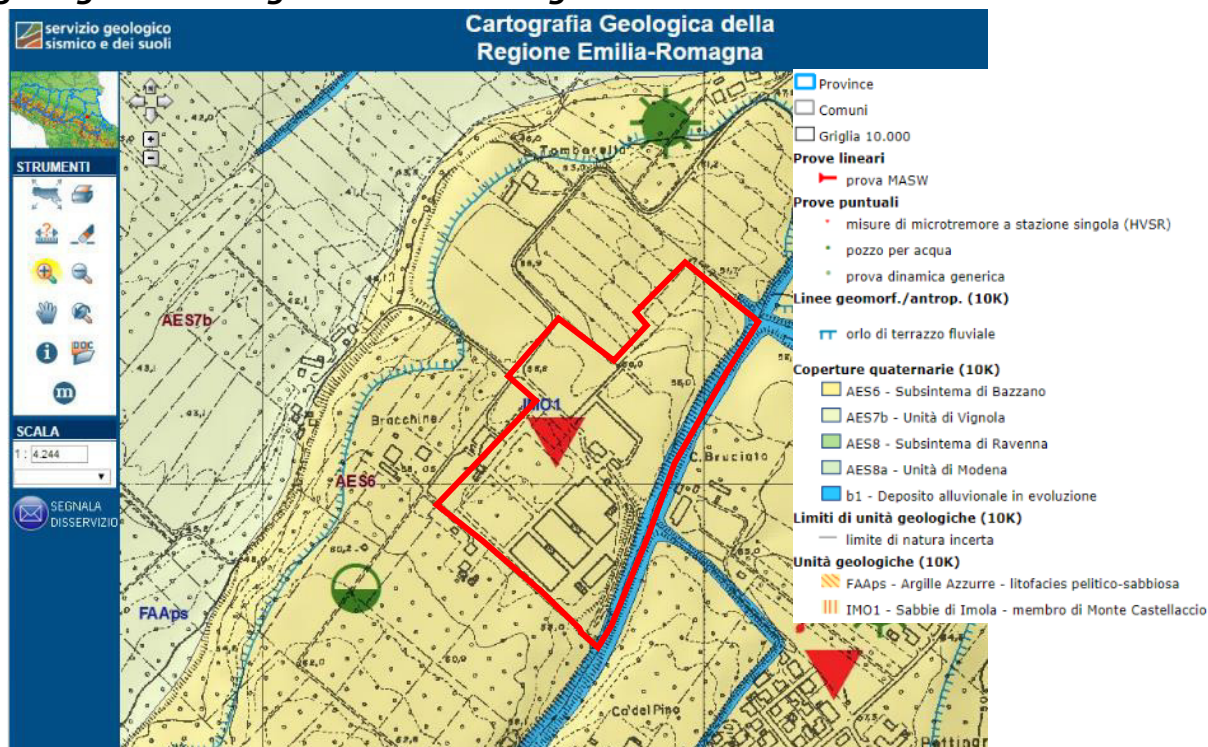 servizio geologico
sismico e dei suoli
Cartografia Geologica della
Regione Emilia-Romagna
STRUMENTI
SCALA
1 : 4.244
SEGNALA
DISSERVIZIO
Tombarella
AES7b
Bracchine
IMO1
C. Bruciato
AES6
FAAps
Ca'del Pino
Province
Comuni
Griglia 10.000
Prove lineari
prova MASW
Prove puntuali
misure di microtremore a stazione singola (HVSR)
pozzo per acqua
prova dinamica generica
Linee geomorf./antrop. (10K)
orlo di terrazzo fluviale
Coperture quaternarie (10K)
AES6 - Subsintema di Bazzano
AES7b - Unità di Vignola
AES8 - Subsintema di Ravenna
AES8a - Unità di Modena
b1 - Deposito alluvionale in evoluzione
Limiti di unità geologiche (10K)
limite di natura incerta
Unità geologiche (10K)
FAAps - Argille Azzurre - litofacies pelitico-sabbiosa
IMO1 - Sabbie di Imola - membro di Monte Castellaccio